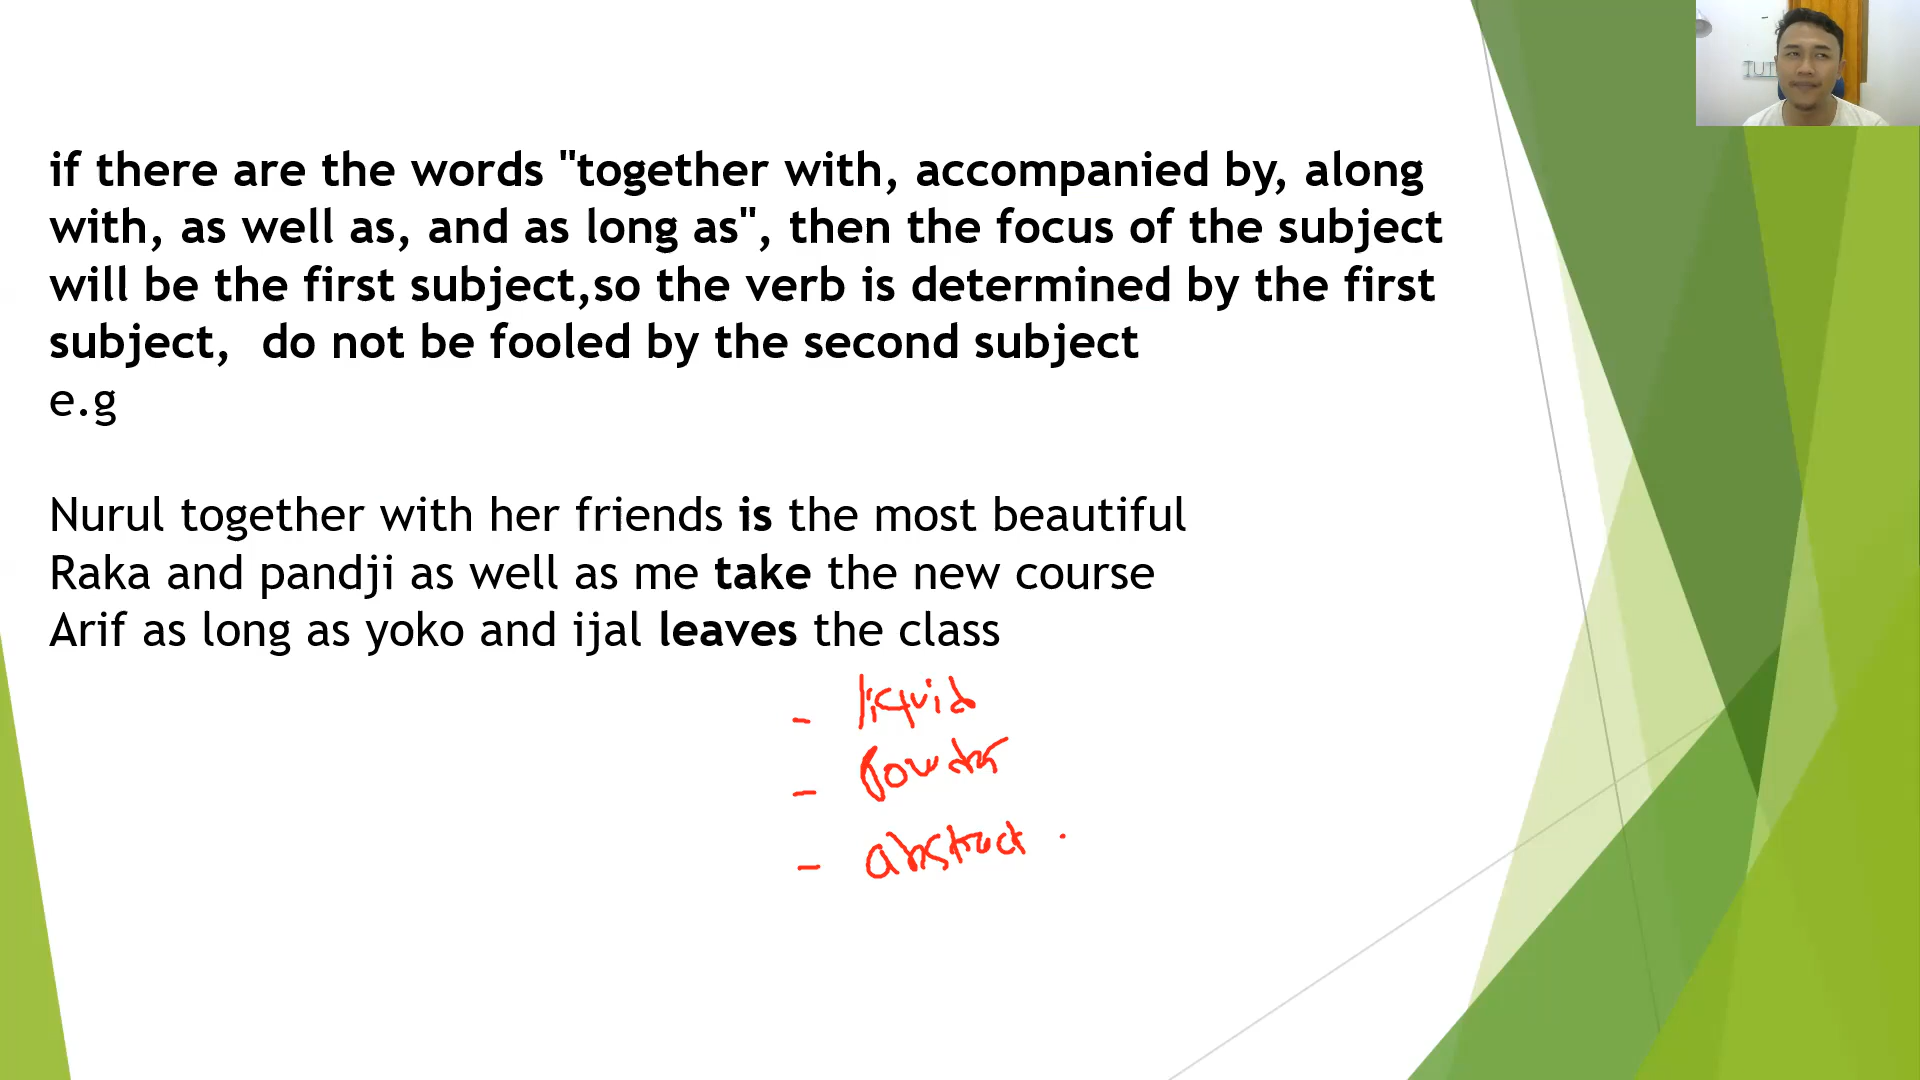 if there are the words "together with, accompanied by, along
with, as well as, and as long as", then the focus of the subject
will be the first subject,so the verb is determined by the first
subject, do not be fooled by the second subject
e.g
Nurul together with her friends is the most beautiful
Raka and pandji as well as me take the new course
Arif as long as yoko and ijal leaves the class
- liquid
- Powder
- abstract